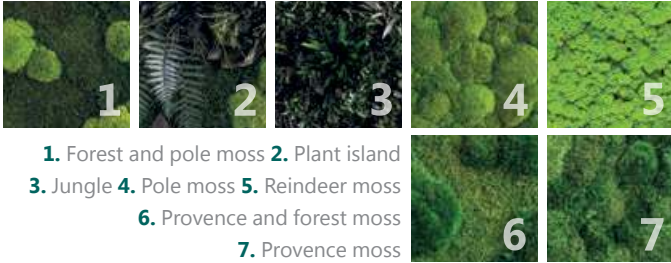 1
2
3
4
5
1. Forest and pole moss 2. Plant island
3. Jungle 4. Pole moss 5. Reindeer moss
6. Provence and forest moss
7. Provence moss
6
7